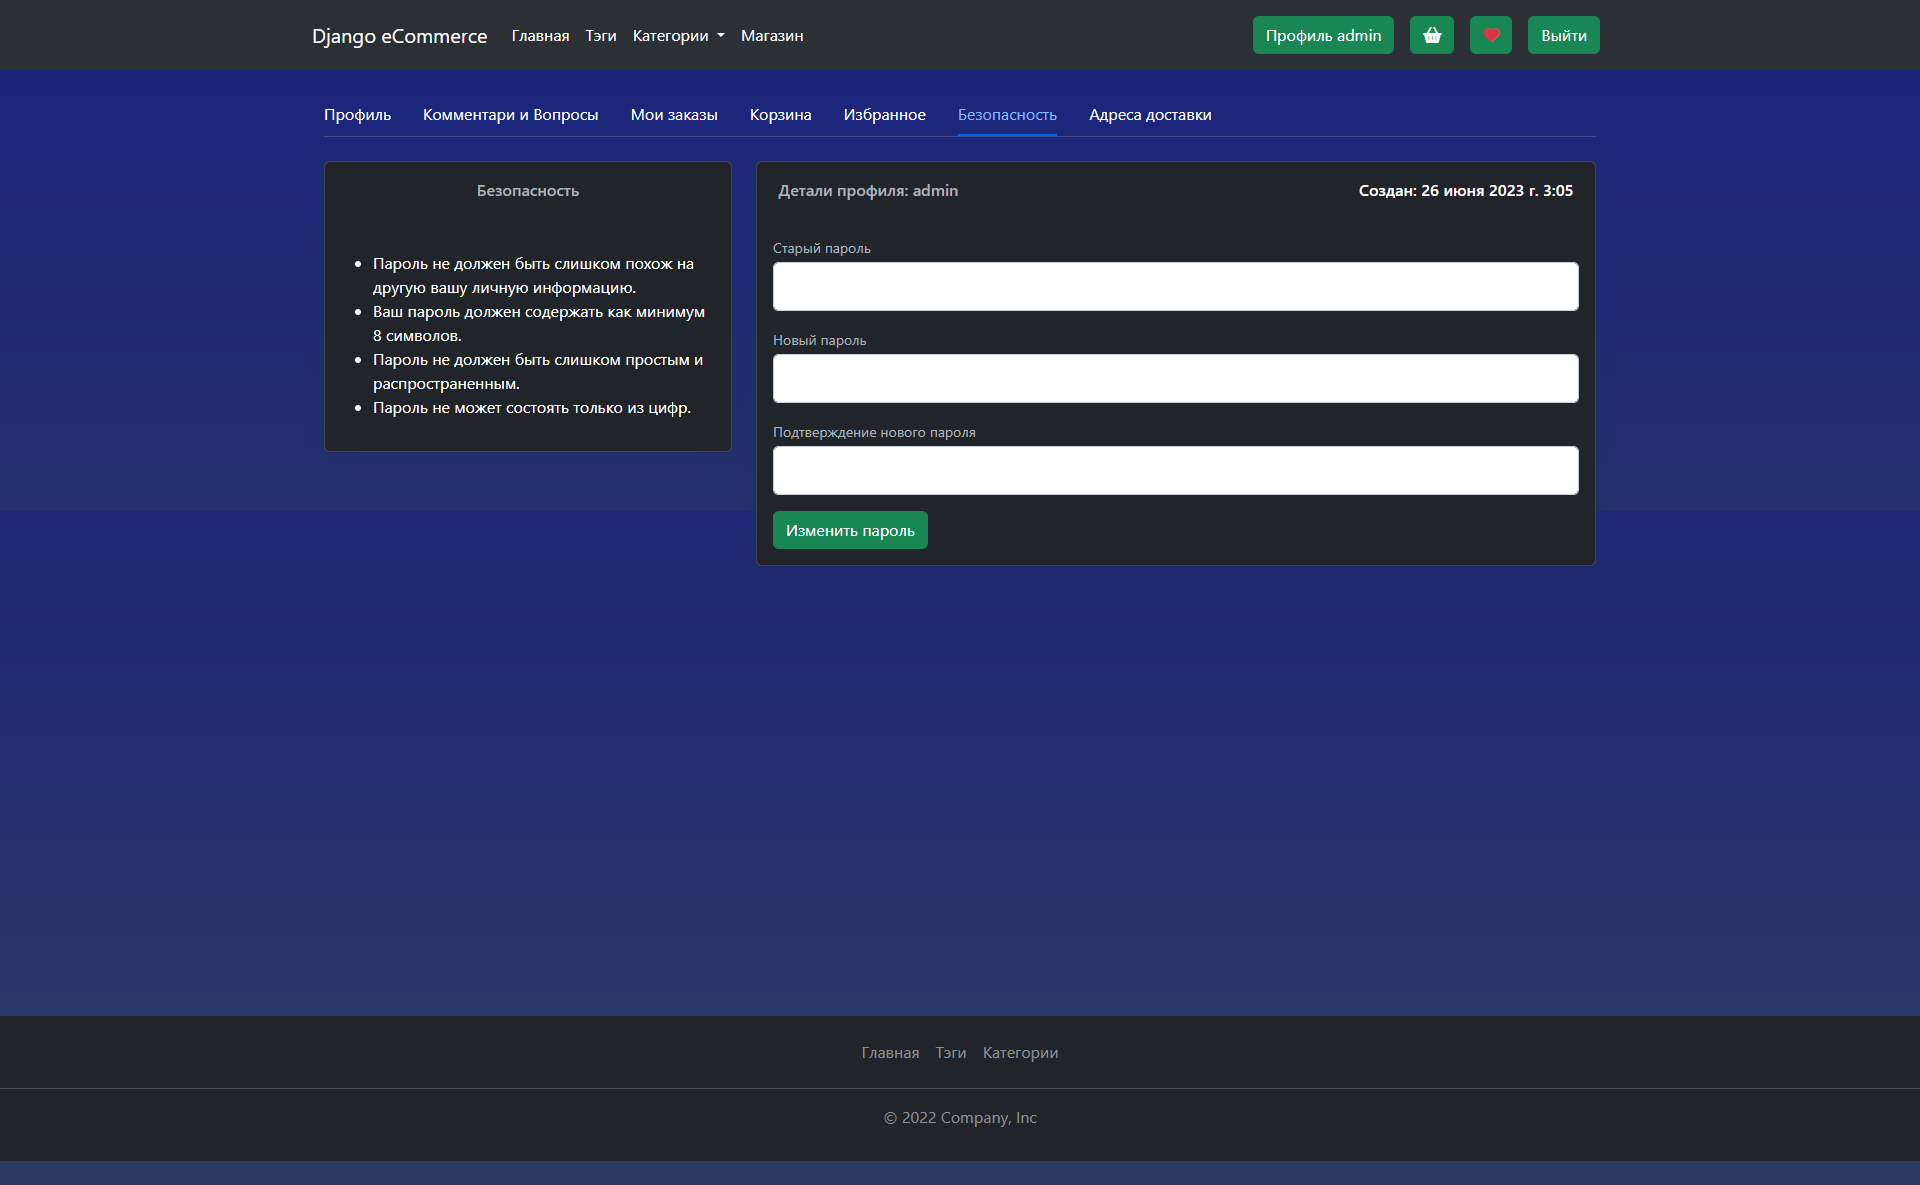 Django eCommerce Главная Тэги Категории Магазин Профиль admin Выйти
Профиль Комментари и Вопросы Мои заказы Корзина Избранное Безопасность Адреса доставки
Безопасность
Пароль не должен быть слишком похож на
другую вашу личную информацию.
Ваш пароль должен содержать как минимум
8 символов.
Пароль не должен быть слишком простым и
распространенным.
Пароль не может состоять только из цифр.
Детали профиля: admin Создан: 26 июня 2023 г. 3:05
Старый пароль
Новый пароль
Подтверждение нового пароля
Изменить пароль
Главная Тэги Категории
© 2022 Company, Inc